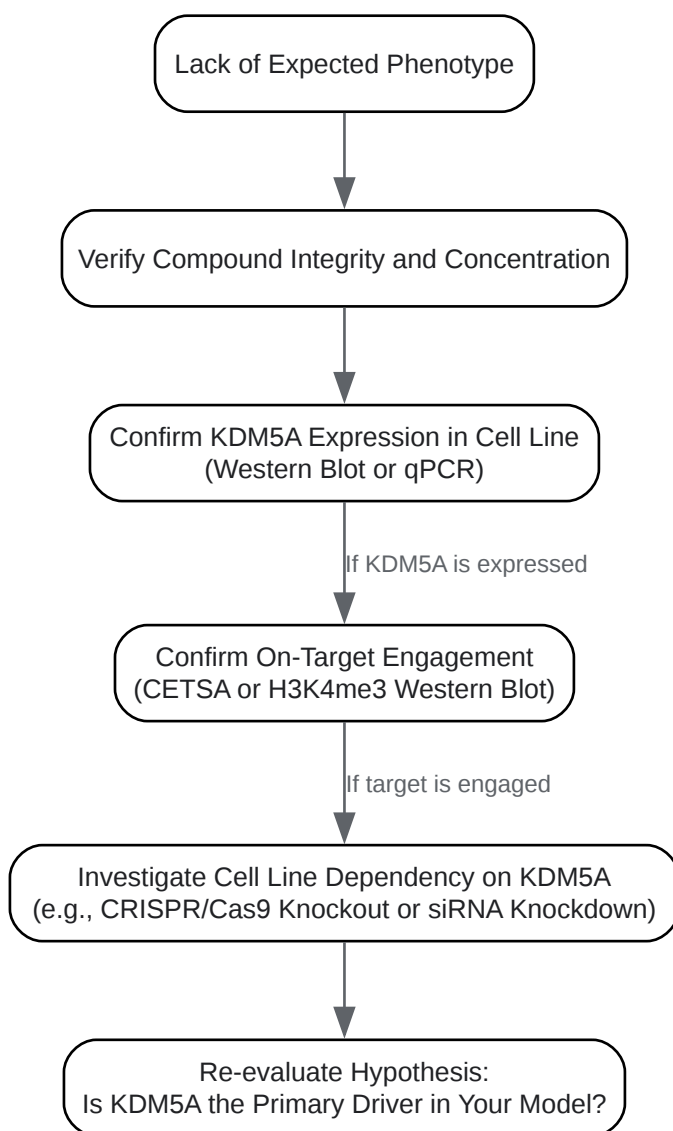 Lack of Expected Phenotype
Verify Compound Integrity and Concentration
Confirm KDM5A Expression in Cell Line
(Western Blot or qPCR)
If KDM5A is expressed
Confirm On-Target Engagement
(CETSA or H3K4me3 Western Blot)
If target is engaged
Investigate Cell Line Dependency on KDM5A
(e.g., CRISPR/Cas9 Knockout or siRNA Knockdown)
Re-evaluate Hypothesis:
Is KDM5A the Primary Driver in Your Model?